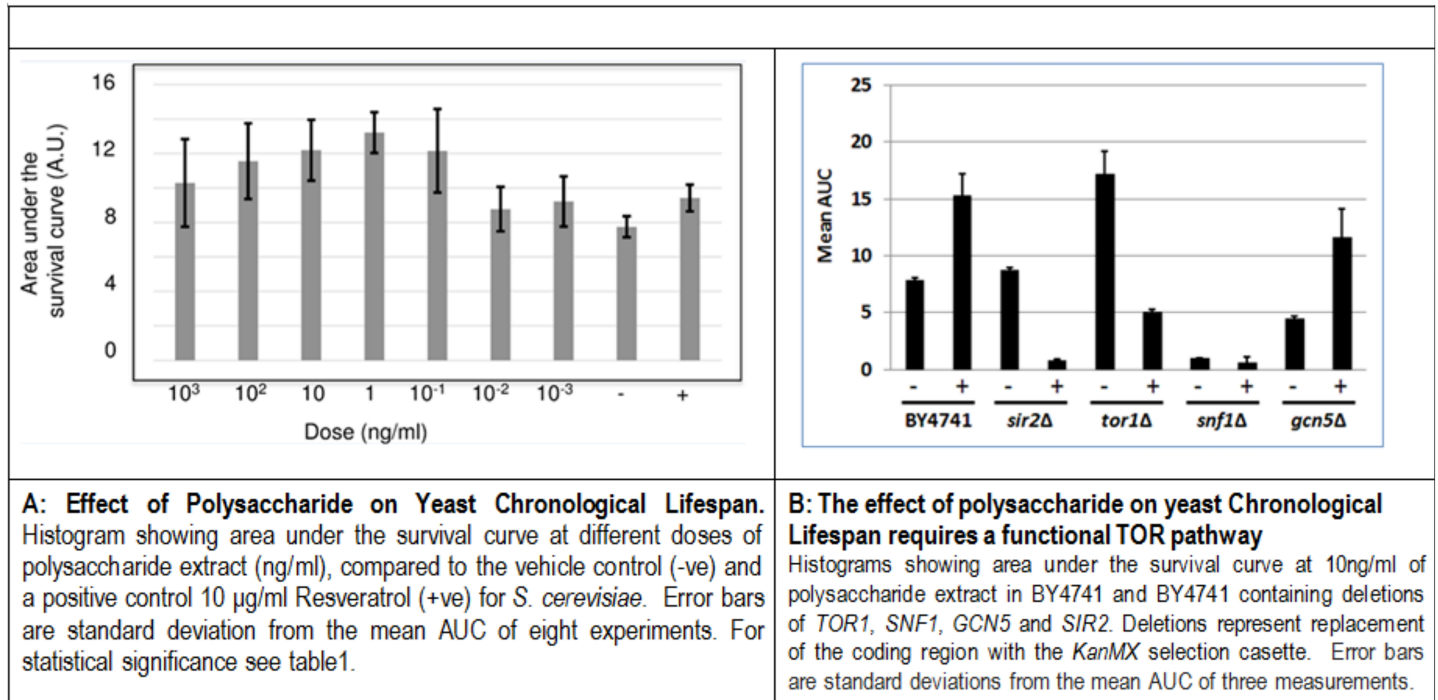 16
12
8
4
0
Area under the
survival curve (A.U.)
10³ 10² 10 1 10⁻¹ 10⁻² 10⁻³ - +
Dose (ng/ml)
25
20
15
10
5
0
Mean AUC
- + - + - + - + - +
BY4741 sir2Δ tor1Δ snf1Δ gcn5Δ
A: Effect of Polysaccharide on Yeast Chronological Lifespan.
Histogram showing area under the survival curve at different doses of
polysaccharide extract (ng/ml), compared to the vehicle control (-ve) and
a positive control 10 µg/ml Resveratrol (+ve) for S. cerevisiae. Error bars
are standard deviation from the mean AUC of eight experiments. For
statistical significance see table1.
B: The effect of polysaccharide on yeast Chronological
Lifespan requires a functional TOR pathway
Histograms showing area under the survival curve at 10ng/ml of
polysaccharide extract in BY4741 and BY4741 containing deletions
of TOR1, SNF1, GCN5 and SIR2. Deletions represent replacement
of the coding region with the KanMX selection casette. Error bars
are standard deviations from the mean AUC of three measurements.